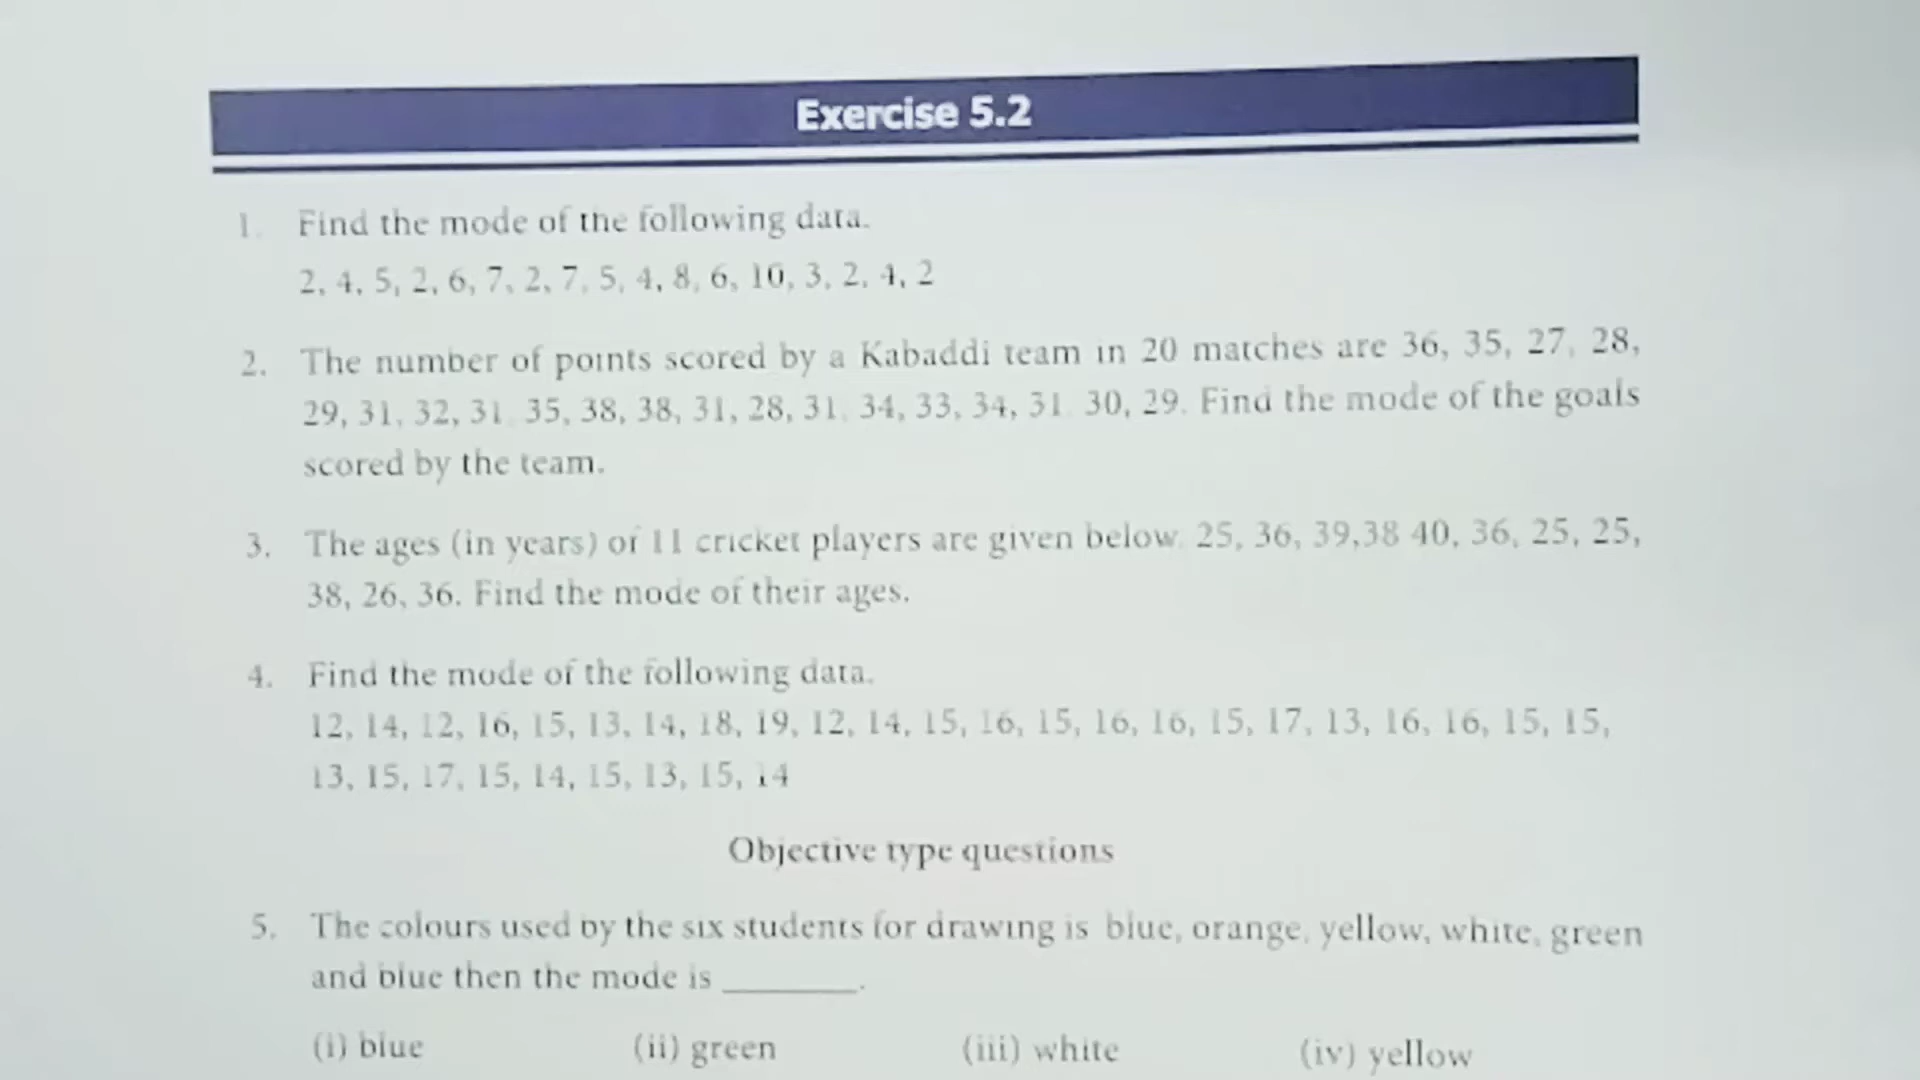 Exercise 5.2
1. Find the mode of the following data.
2, 4, 5, 2, 6, 7, 2, 7, 5, 4, 8, 6, 10, 3, 2, 4, 2
2. The number of points scored by a Kabaddi team in 20 matches are 36, 35, 27, 28,
29, 31, 32, 31 35, 38, 38, 31, 28, 31, 34, 33, 34, 31 30, 29. Find the mode of the goals
scored by the team.
3. The ages (in years) of 11 cricket players are given below. 25, 36, 39,38 40, 36, 25, 25,
38, 26, 36. Find the mode of their ages.
4. Find the mode of the following data.
12, 14, 12, 16, 15, 13, 14, 18, 19, 12, 14, 15, 16, 15, 16, 16, 15, 17, 13, 16, 16, 15, 15,
13, 15, 17, 15, 14, 15, 13, 15, 14
Objective type questions
5. The colours used by the six students for drawing is blue, orange, yellow, white, green
and blue then the mode is ________.
(i) blue (ii) green (iii) white (iv) yellow